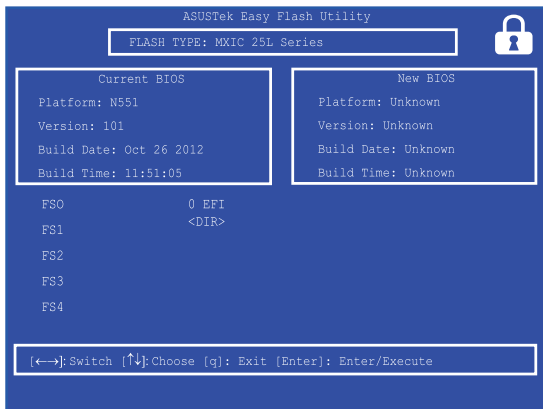 ASUSTek Easy Flash Utility
FLASH TYPE: MXIC 25L Series
Current BIOS
Platform: N551
Version: 101
Build Date: Oct 26 2012
Build Time: 11:51:05
New BIOS
Platform: Unknown
Version: Unknown
Build Date: Unknown
Build Time: Unknown
FSO
FS1
FS2
FS3
FS4
0 EFI
<DIR>
[←→]: Switch [↑↓]: Choose [q]: Exit [Enter]: Enter/Execute